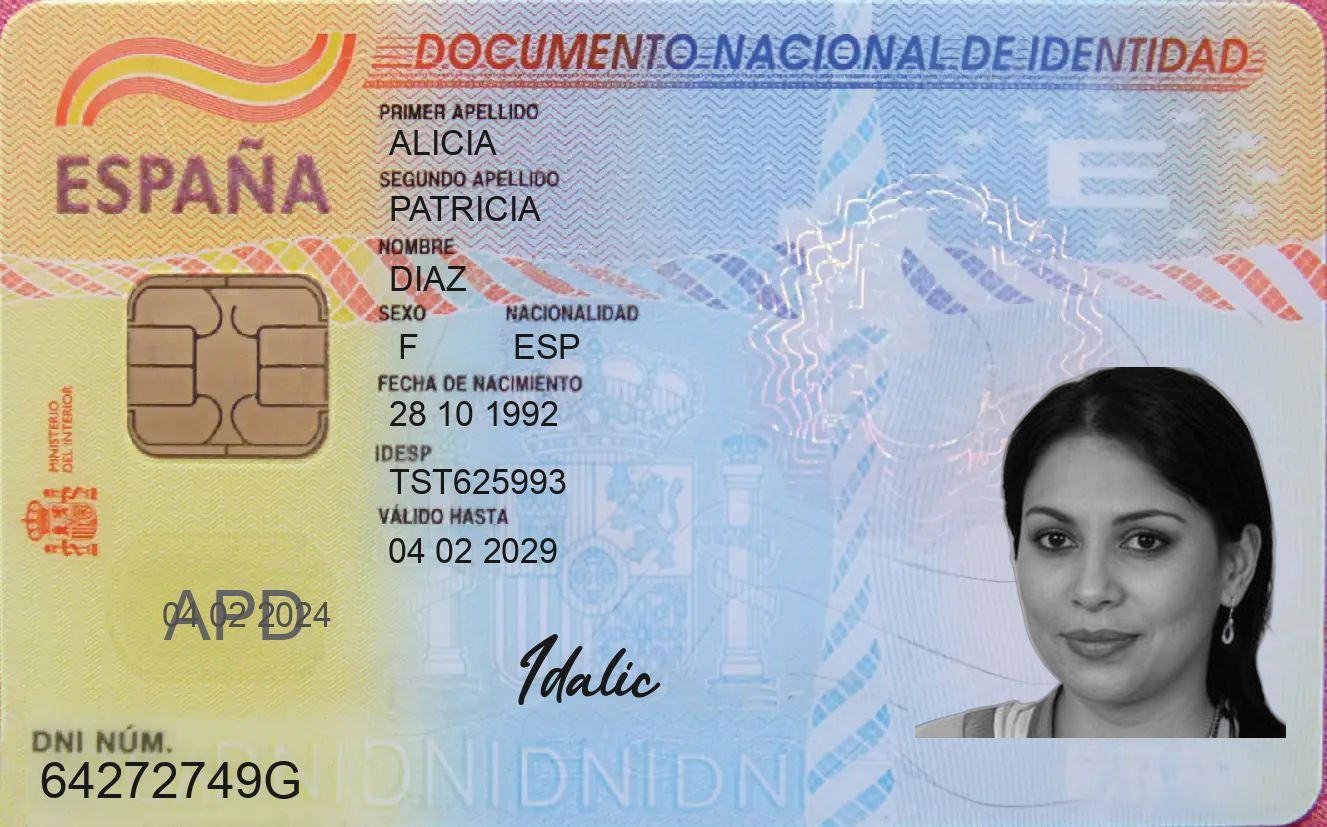 DOCUMENTO NACIONAL DE IDENTIDAD
ESPAÑA
PRIMER APELLIDO
ALICIA
SEGUNDO APELLIDO
PATRICIA
NOMBRE
DIAZ
SEXO NACIONALIDAD
F ESP
FECHA DE NACIMIENTO
28 10 1992
IDESP
TST625993
VÁLIDO HASTA
04 02 2029
MINISTERIO
DEL INTERIOR
E
APD
04 02 2024
Idalic
DNI NÚM.
64272749G
DNIDNIDNIDNI